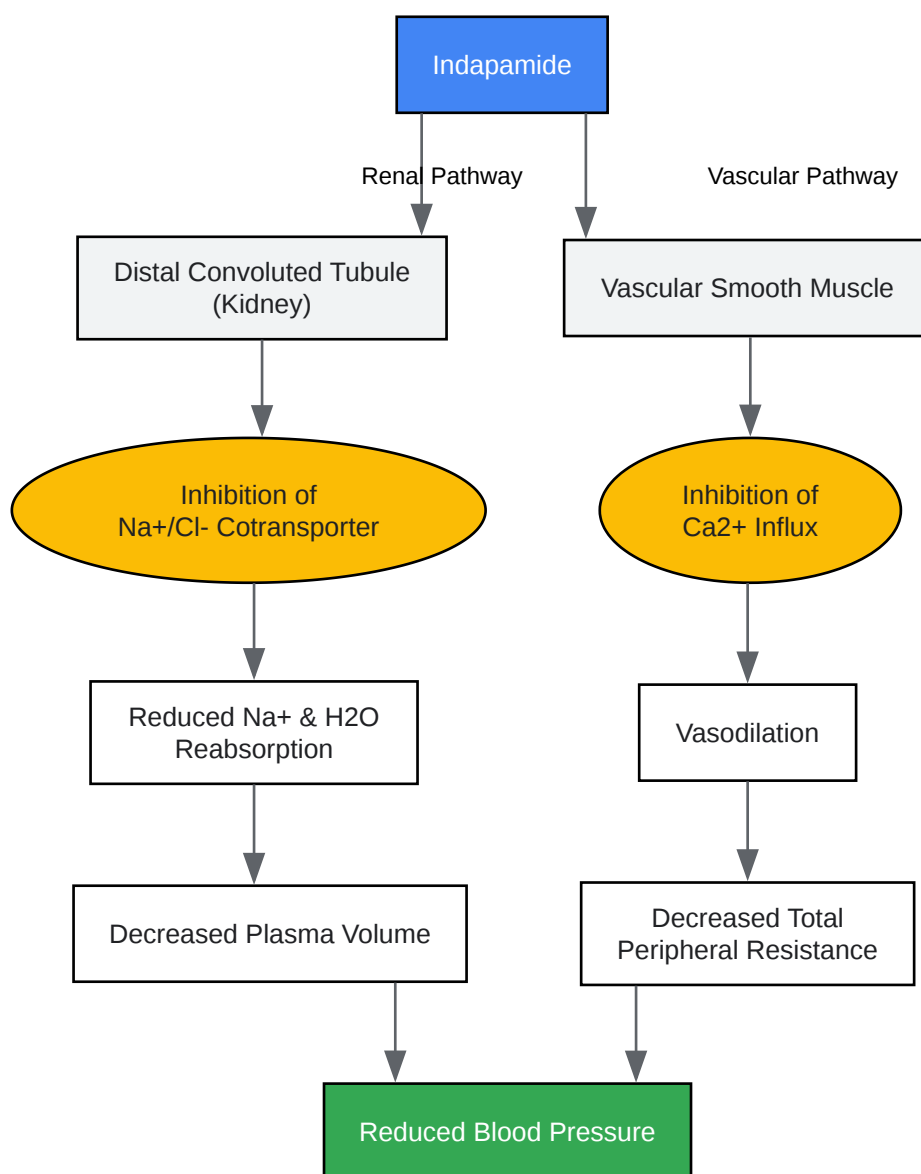 Indapamide
Renal Pathway
Vascular Pathway
Distal Convoluted Tubule
(Kidney)
Vascular Smooth Muscle
Inhibition of
Na+/Cl- Cotransporter
Inhibition of
Ca2+ Influx
Reduced Na+ & H2O
Reabsorption
Vasodilation
Decreased Plasma Volume
Decreased Total
Peripheral Resistance
Reduced Blood Pressure